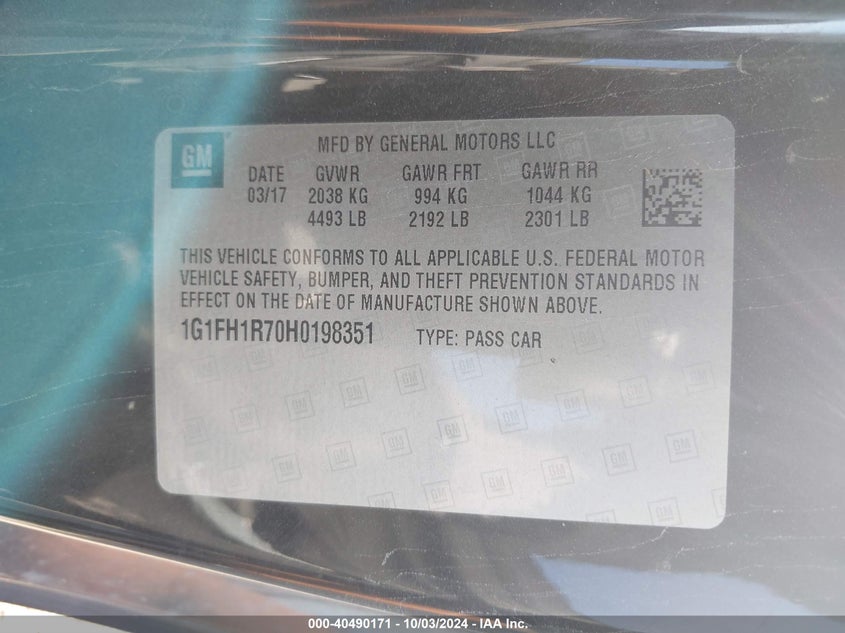 GM
MFD BY GENERAL MOTORS LLC
DATE GVWR GAWR FRT GAWR RR
03/17 2038 KG 994 KG 1044 KG
4493 LB 2192 LB 2301 LB
THIS VEHICLE CONFORMS TO ALL APPLICABLE U.S. FEDERAL MOTOR
VEHICLE SAFETY, BUMPER, AND THEFT PREVENTION STANDARDS IN
EFFECT ON THE DATE OF MANUFACTURE SHOWN ABOVE.
1G1FH1R70H0198351 TYPE: PASS CAR
000-40490171 - 10/03/2024 - IAA Inc.